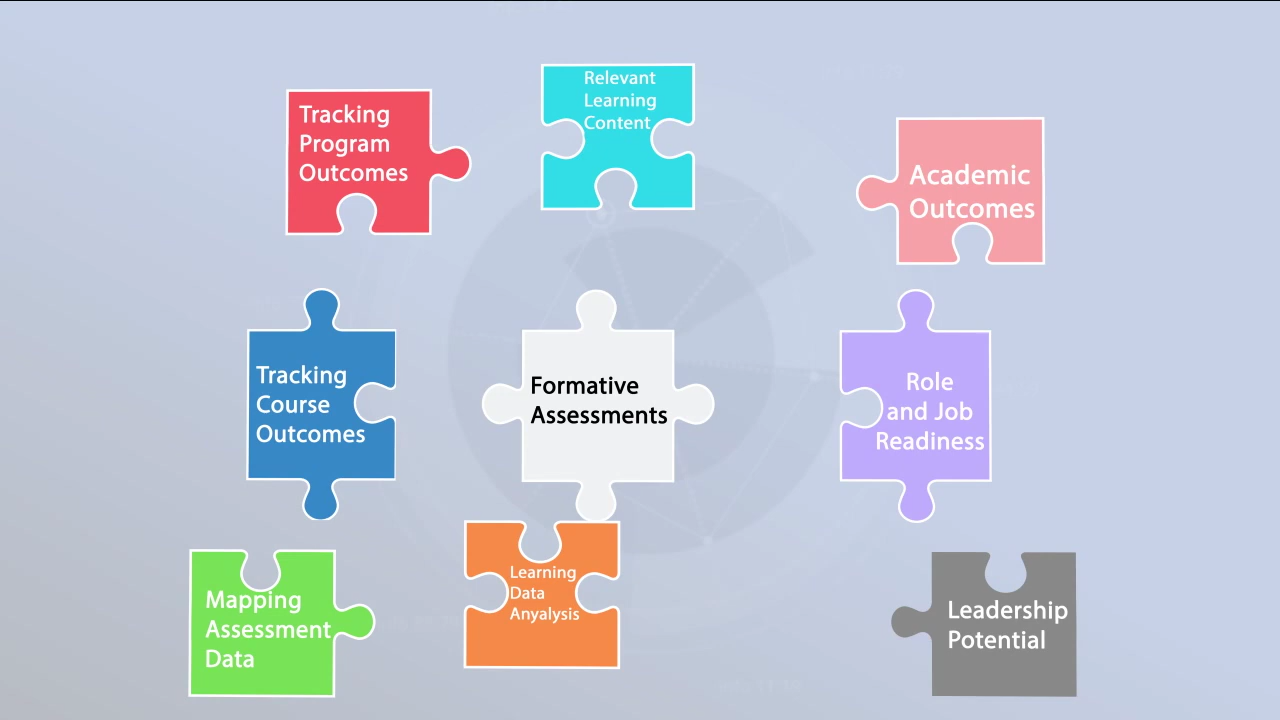 Tracking
Program
Outcomes
Relevant
Learning
Content
Academic
Outcomes
Tracking
Course
Outcomes
Formative
Assessments
Role
and Job
Readiness
Mapping
Assessment
Data
Learning
Data
Anyalysis
Leadership
Potential